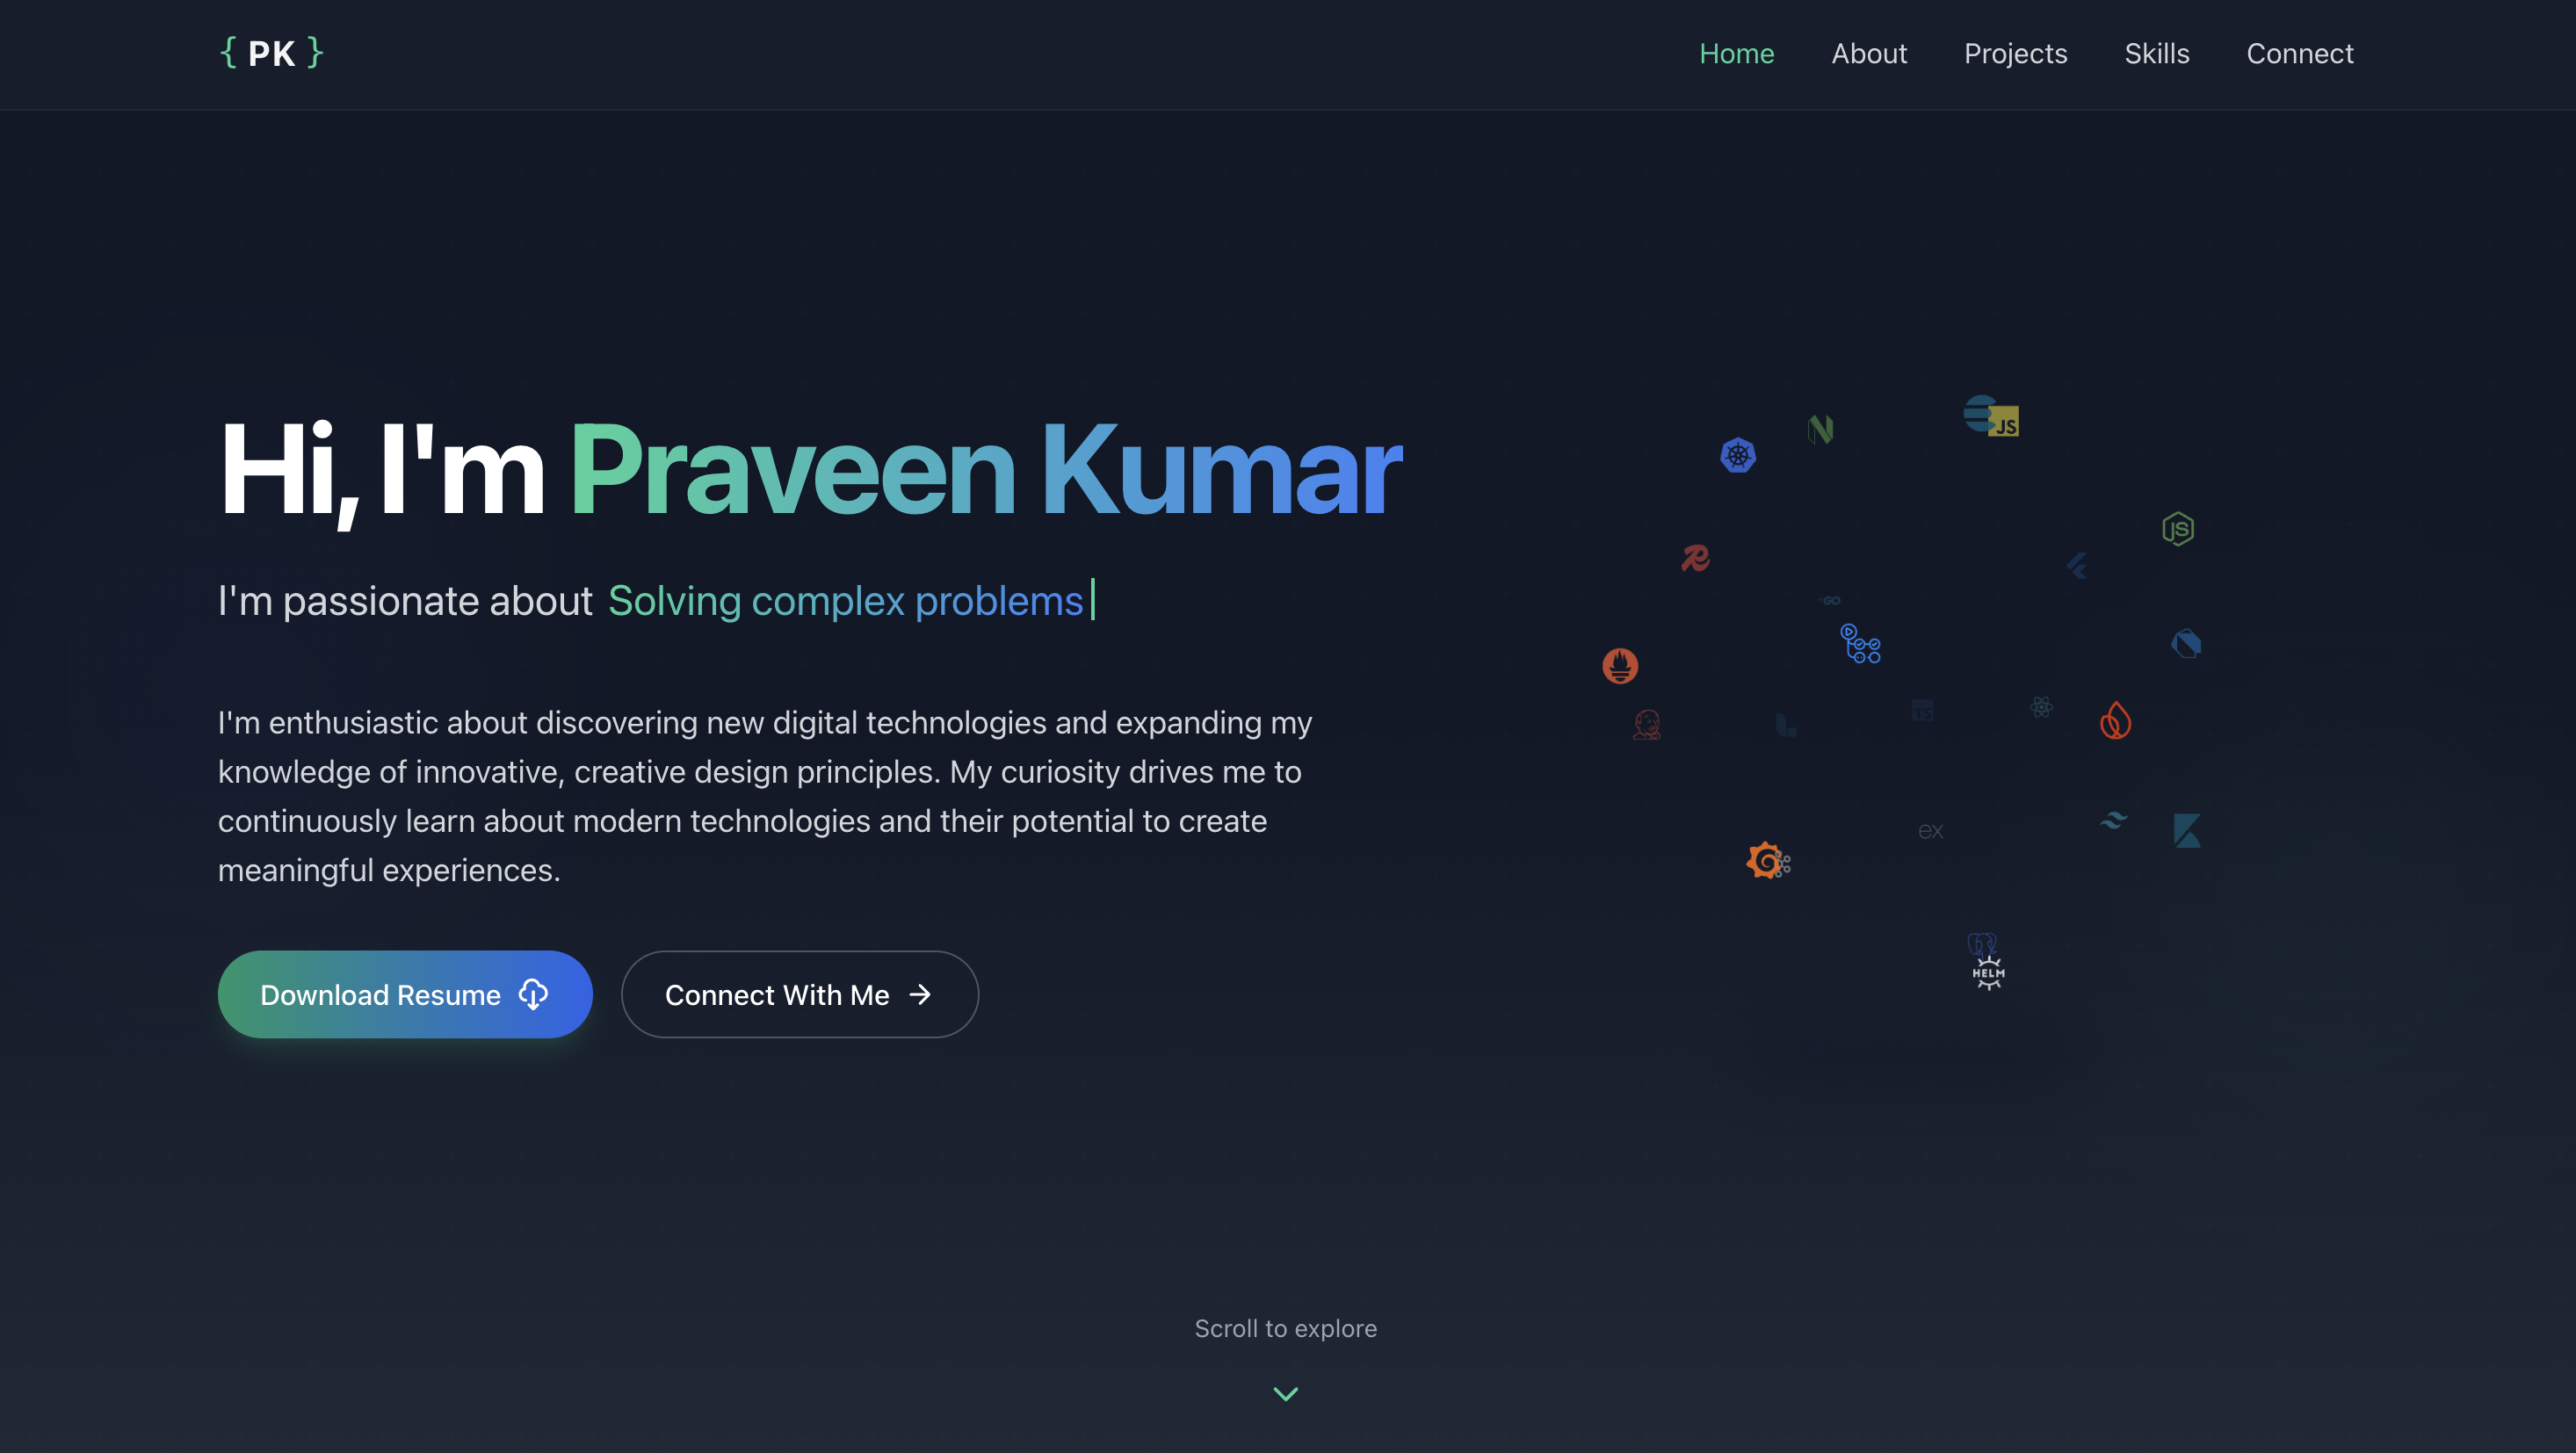 { PK }
Home About Projects Skills Connect
Hi, I'm Praveen Kumar
I'm passionate about Solving complex problems
I'm enthusiastic about discovering new digital technologies and expanding my
knowledge of innovative, creative design principles. My curiosity drives me to
continuously learn about modern technologies and their potential to create
meaningful experiences.
Download Resume
Connect With Me
JS
JS
GO
TS
ex
HELM
Scroll to explore